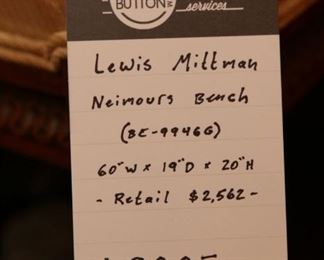 BUTTON
services
Lewis Mittman
Neimours Bench
(BE-9946G)
60"W x 19"D x 20"H
- Retail $2,562-